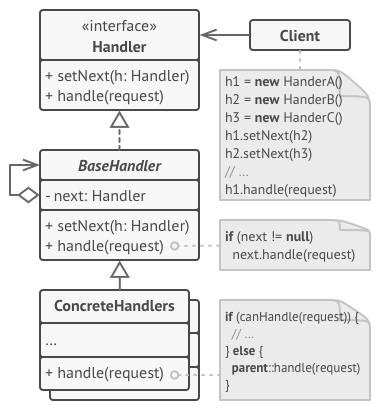 «interface»
Handler
+ setNext(h: Handler)
+ handle(request)
Client
h1 = new HanderA()
h2 = new HanderB()
h3 = new HanderC()
h1.setNext(h2)
h2.setNext(h3)
// ...
h1.handle(request)
BaseHandler
- next: Handler
+ setNext(h: Handler)
+ handle(request)
if (next != null)
next.handle(request)
ConcreteHandlers
...
+ handle(request)
if (canHandle(request)) {
// ...
} else {
parent::handle(request)
}